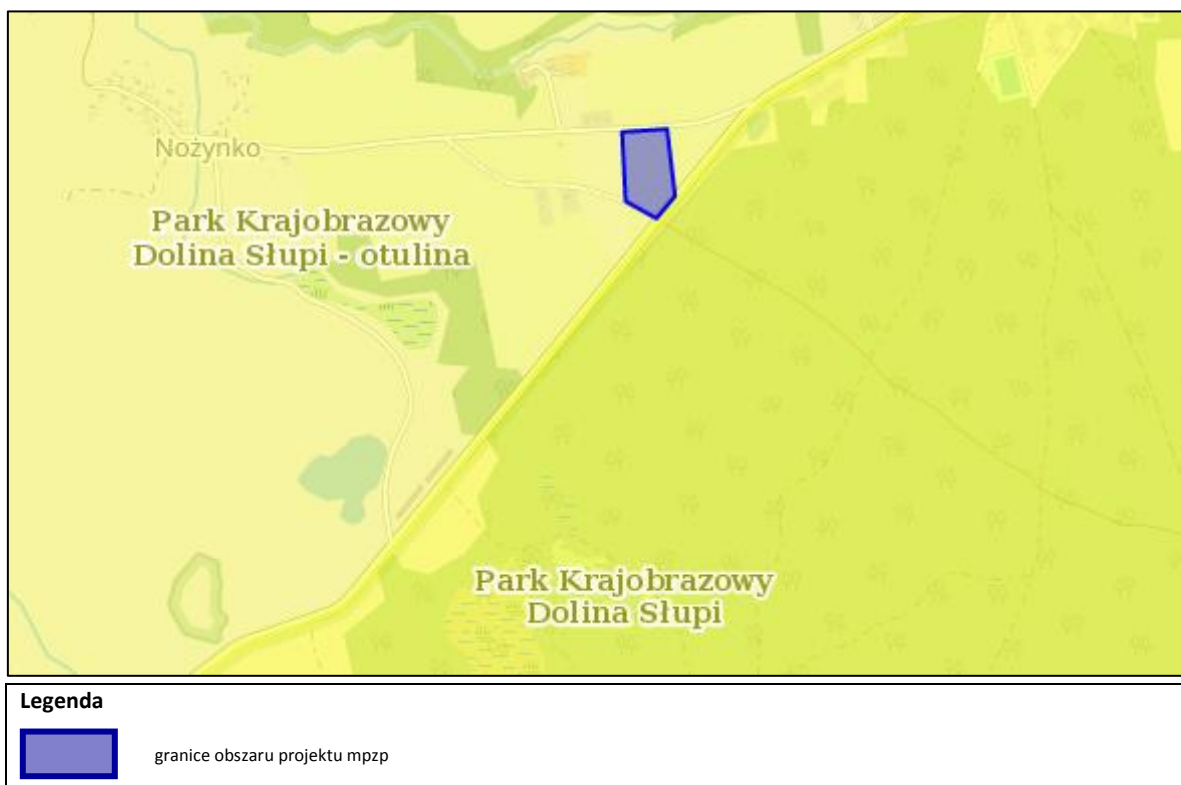 Nożynko
Park Krajobrazowy
Dolina Słupi - otulina
Park Krajobrazowy
Dolina Słupi
Legenda
granice obszaru projektu mpzp